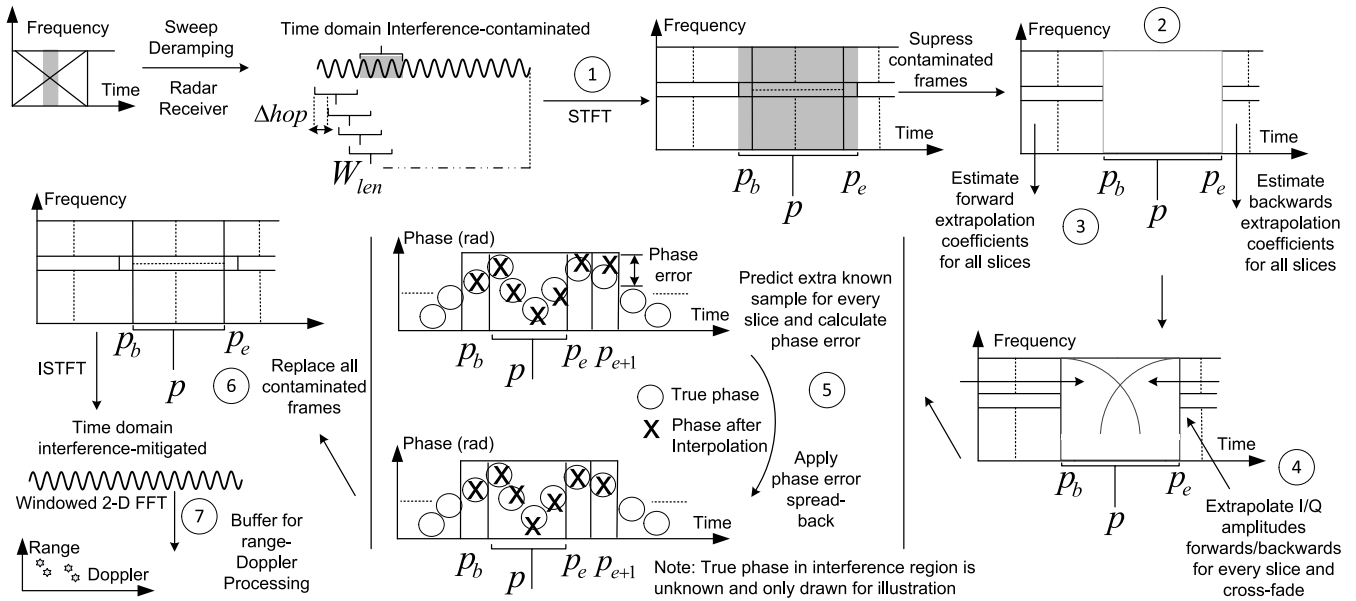 Frequency
Time
Sweep
Deramping
Radar
Receiver
Time domain Interference-contaminated
Δhop
W_len
1
STFT
Time
p_b
p_e
p
Supress
contaminated
frames
2
Frequency
Time
p_b
p_e
p
Estimate
forward
extrapolation
coefficients
for all slices
3
Estimate
backwards
extrapolation
coefficients
for all slices
Frequency
Time
p_b
p_e
p
4
Extrapolate I/Q
amplitudes
forwards/backwards
for every slice and
cross-fade
Phase (rad)
Phase
error
Time
p_b
p_e
p_{e+1}
p
True phase
X Phase after
Interpolation
Predict extra known
sample for every
slice and calculate
phase error
5
Apply
phase error
spread-
back
Phase (rad)
Time
p_b
p_e
p_{e+1}
p
Note: True phase in interference region is
unknown and only drawn for illustration
Frequency
Time
p_b
p_e
p
6
Replace all
contaminated
frames
ISTFT
Time domain
interference-mitigated
Windowed 2-D FFT
7
Buffer for
range-
Doppler
Processing
Range
Doppler